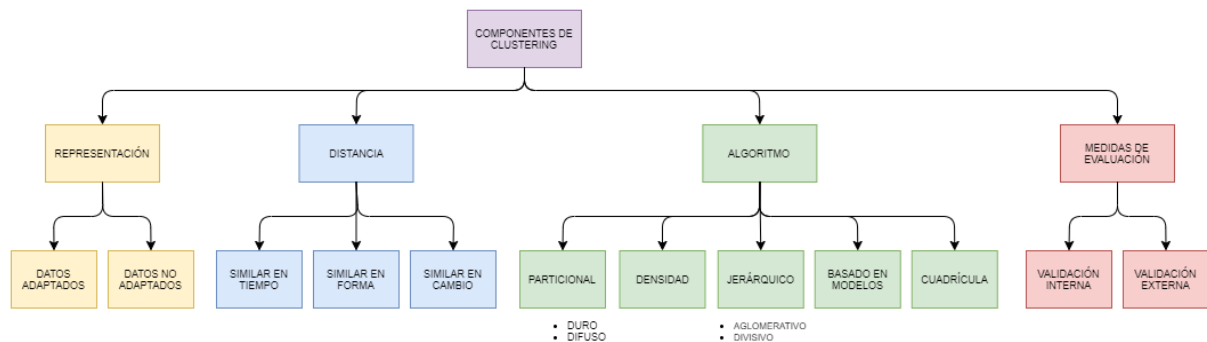 COMPONENTES DE
CLUSTERING
REPRESENTACIÓN
DISTANCIA
ALGORITMO
MEDIDAS DE
EVALUACIÓN
DATOS
ADAPTADOS
DATOS NO
ADAPTADOS
SIMILAR EN
TIEMPO
SIMILAR EN
FORMA
SIMILAR EN
CAMBIO
PARTICIONAL
DENSIDAD
JERÁRQUICO
BASADO EN
MODELOS
CUADRÍCULA
VALIDACIÓN
INTERNA
VALIDACIÓN
EXTERNA
• DURO
• DIFUSO
• AGLOMERATIVO
• DIVISIVO